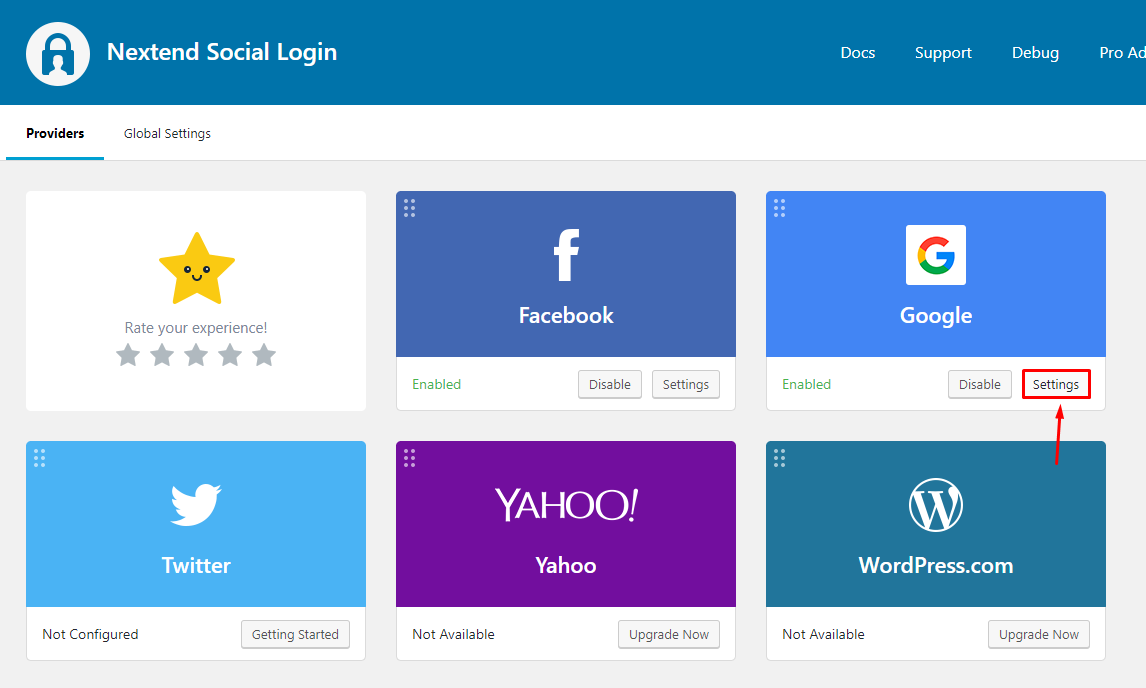 Nextend Social Login
Docs Support Debug Pro Ad
Providers Global Settings
Rate your experience!
f
Facebook
Enabled Disable Settings
G
Google
Enabled Disable Settings
Twitter
Not Configured Getting Started
YAHOO!
Yahoo
Not Available Upgrade Now
W
WordPress.com
Not Available Upgrade Now